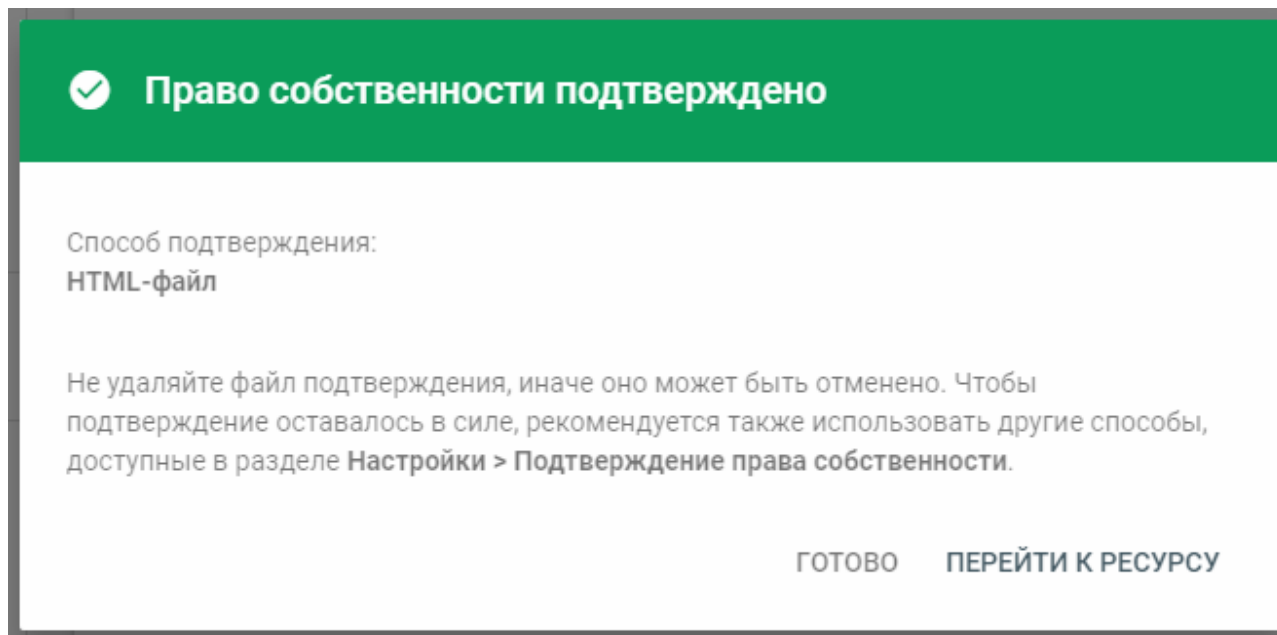 Право собственности подтверждено
Способ подтверждения:
HTML-файл
Не удаляйте файл подтверждения, иначе оно может быть отменено. Чтобы
подтверждение оставалось в силе, рекомендуется также использовать другие способы,
доступные в разделе Настройки > Подтверждение права собственности.
ГОТОВО ПЕРЕЙТИ К РЕСУРСУ